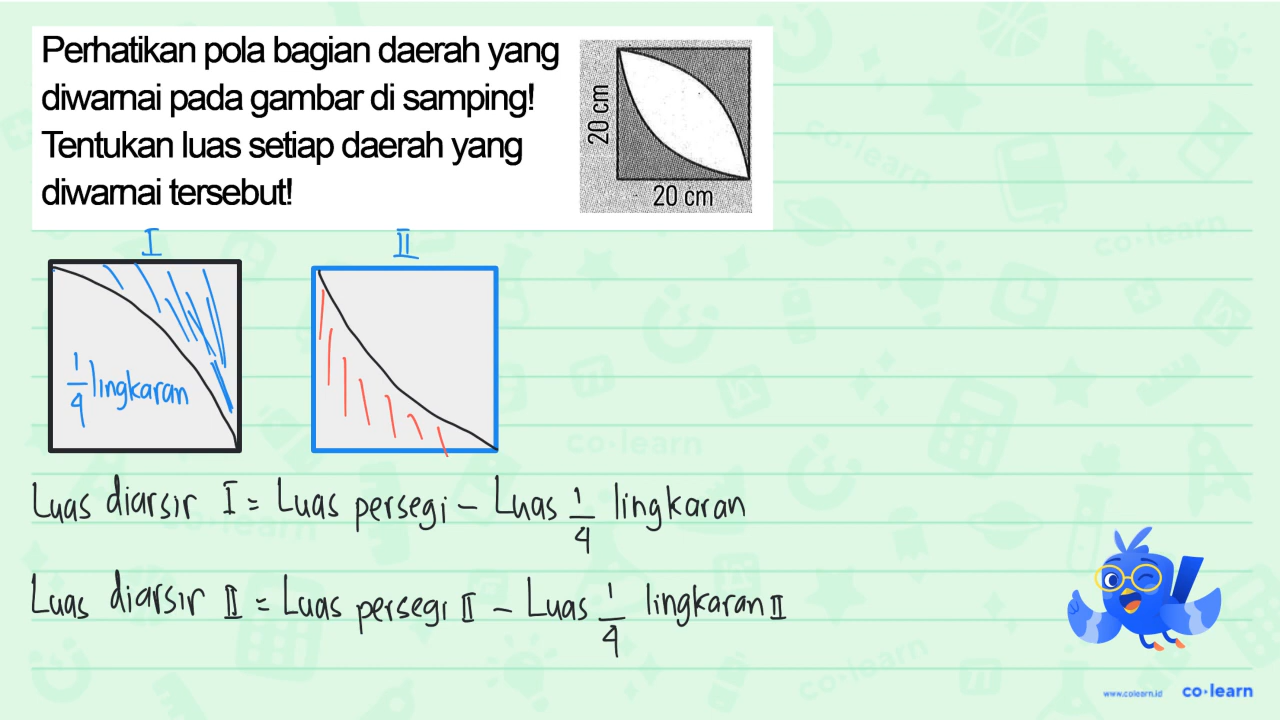 Perhatikan pola bagian daerah yang
diwarnai pada gambar di samping!
Tentukan luas setiap daerah yang
diwarnai tersebut!
20 cm
20 cm
I
II
1/4 lingkaran
Luas diarsir I = Luas persegi - Luas 1/4 lingkaran
Luas diarsir II = Luas persegi II - Luas 1/4 lingkaran II
www.colearn.id
co·learn